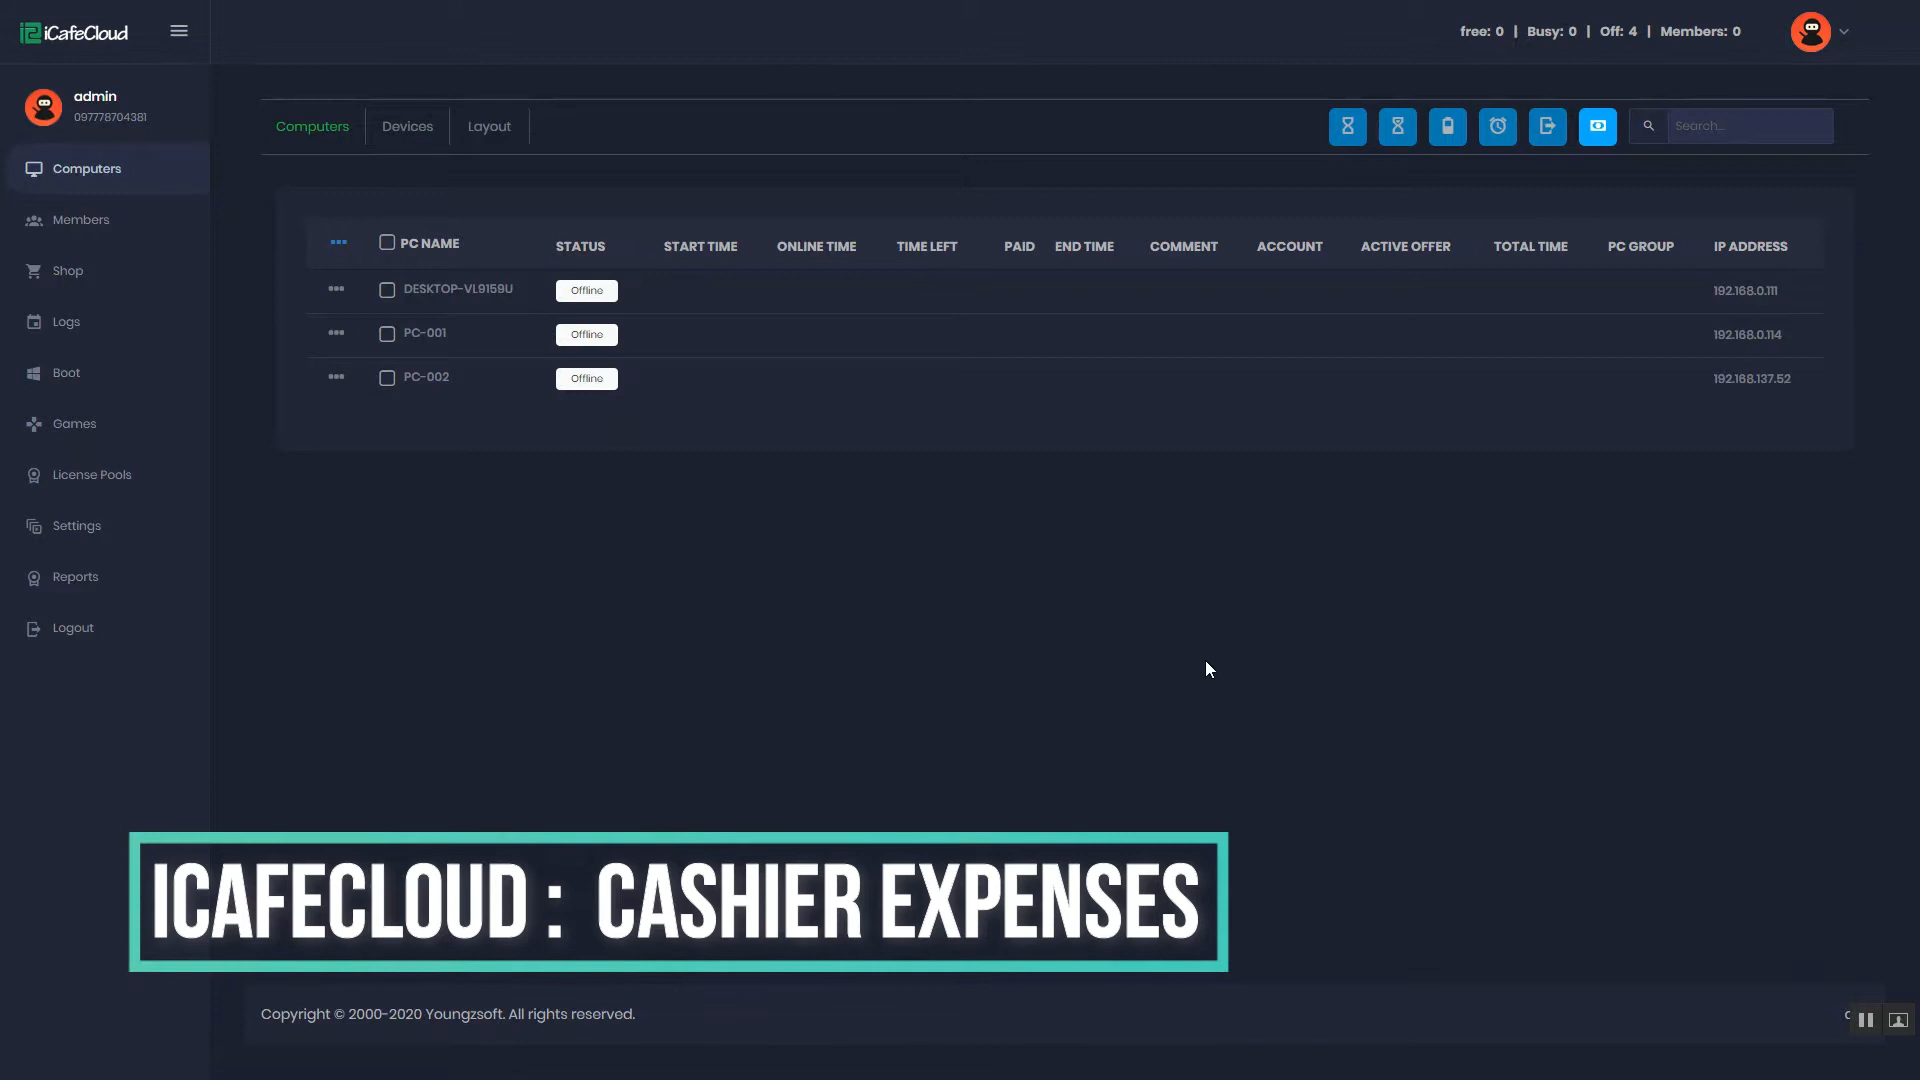 iCafeCloud
free: 0 | Busy: 0 | Off: 4 | Members: 0
admin
097778704381
Computers
Members
Shop
Logs
Boot
Games
License Pools
Settings
Reports
Logout
Computers Devices Layout
Search...
PC NAME STATUS START TIME ONLINE TIME TIME LEFT PAID END TIME COMMENT ACCOUNT ACTIVE OFFER TOTAL TIME PC GROUP IP ADDRESS
DESKTOP-VL9159U Offline 192.168.0.111
PC-001 Offline 192.168.0.114
PC-002 Offline 192.168.137.52
ICAFECLOUD : CASHIER EXPENSES
Copyright © 2000-2020 Youngzsoft. All rights reserved.